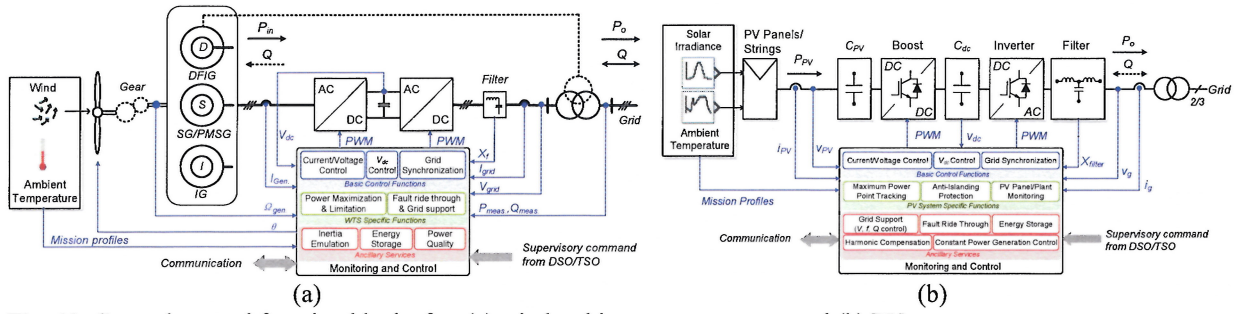 Wind
Ambient
Temperature
Gear
D
DFIG
S
SG/PMSG
I
IG
P_in
Q
AC
DC
AC
DC
Filter
P_o
Q
Grid
V_dc
I_Gen.
Ω_gen
θ
Mission profiles
PWM
PWM
X_f
I_grid
V_grid
P_meas, Q_meas
Current/Voltage
Control
V_dc
Control
Grid
Synchronization
Basic Control Functions
Power Maximization
& Limitation
Fault ride through
& Grid support
WTS Specific Functions
Inertia
Emulation
Energy
Storage
Power
Quality
Ancillary Services
Monitoring and Control
Communication
Supervisory command
from DSO/TSO
(a)
Solar
Irradiance
Ambient
Temperature
PV Panels/
Strings
P_PV
C_PV
Boost
DC
DC
C_dc
Inverter
DC
AC
Filter
P_o
Q
Grid
2/3
i_PV
v_PV
PWM
v_dc
PWM
X_filter
v_g
i_g
Mission Profiles
Current/Voltage Control
V_dc Control
Grid Synchronization
Basic Control Functions
Maximum Power
Point Tracking
Anti-Islanding
Protection
PV Panel/Plant
Monitoring
PV System Specific Functions
Grid Support
(V, f, Q control)
Fault Ride Through
Energy Storage
Harmonic Compensation
Constant Power Generation Control
Ancillary Services
Monitoring and Control
Communication
Supervisory command
from DSO/TSO
(b)